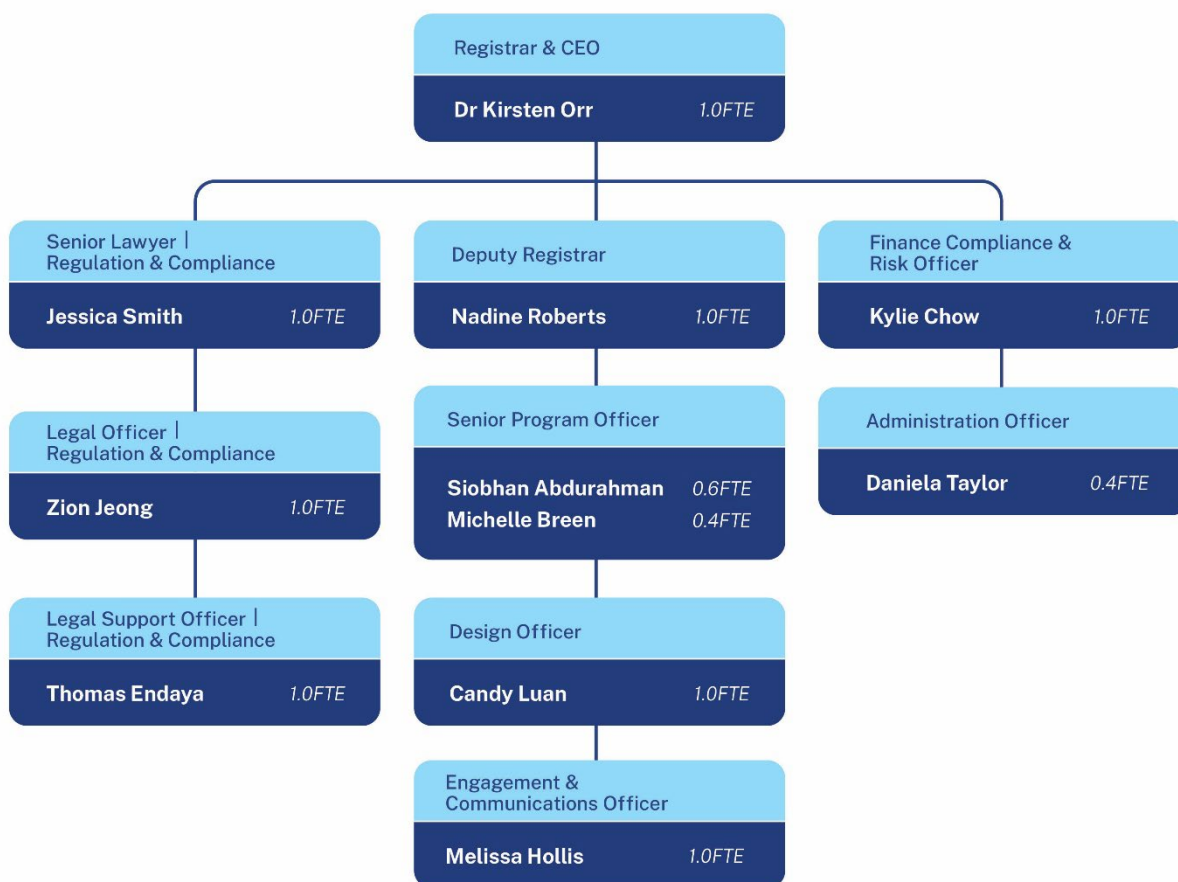 Registrar & CEO
Dr Kirsten Orr 1.0FTE
Senior Lawyer |
Regulation & Compliance
Jessica Smith 1.0FTE
Deputy Registrar
Nadine Roberts 1.0FTE
Finance Compliance &
Risk Officer
Kylie Chow 1.0FTE
Legal Officer |
Regulation & Compliance
Zion Jeong 1.0FTE
Senior Program Officer
Siobhan Abdurahman 0.6FTE
Michelle Breen 0.4FTE
Administration Officer
Daniela Taylor 0.4FTE
Legal Support Officer |
Regulation & Compliance
Thomas Endaya 1.0FTE
Design Officer
Candy Luan 1.0FTE
Engagement &
Communications Officer
Melissa Hollis 1.0FTE